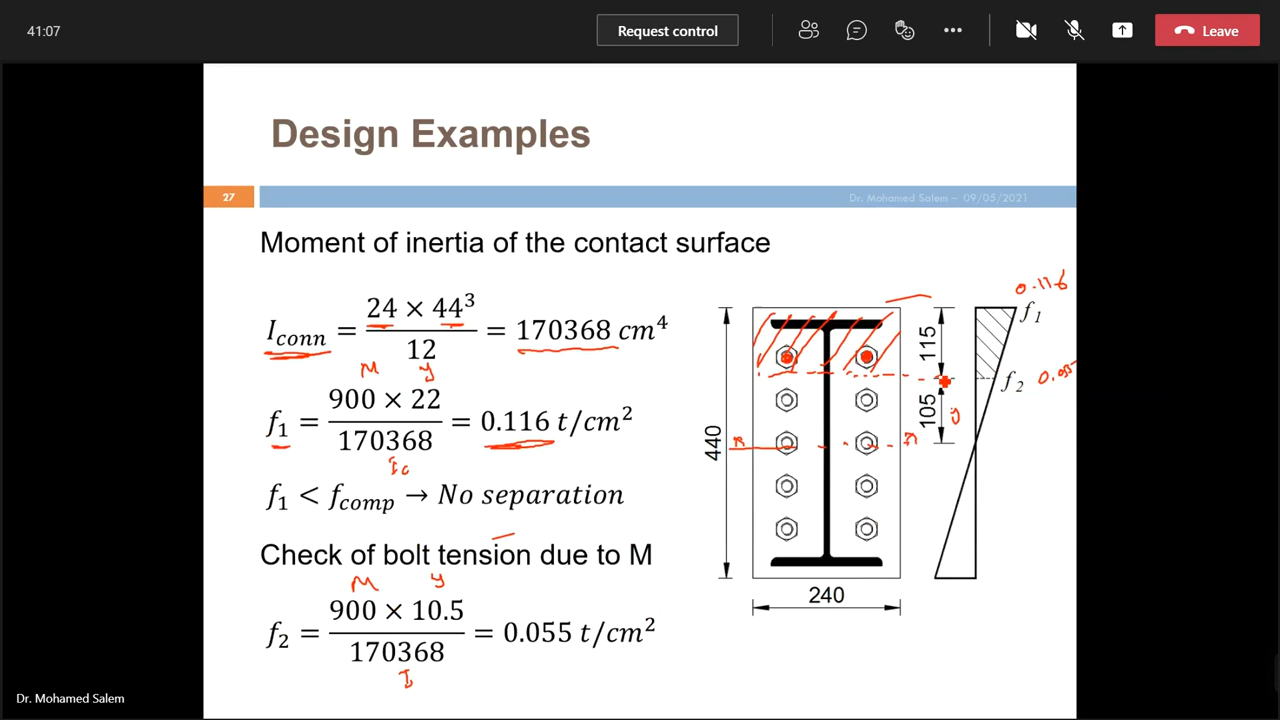 41:07
Request control
Leave
Design Examples
27
Dr. Mohamed Salem – 09/05/2021
Moment of inertia of the contact surface
I_conn = (24 × 44³)/12 = 170368 cm⁴
M y
f₁ = (900 × 22)/170368 = 0.116 t/cm²
f₁ < f_comp → No separation
Check of bolt tension due to M
M y
f₂ = (900 × 10.5)/170368 = 0.055 t/cm²
I
0.116
f₁
115
f₂
105
y
440
240
Dr. Mohamed Salem